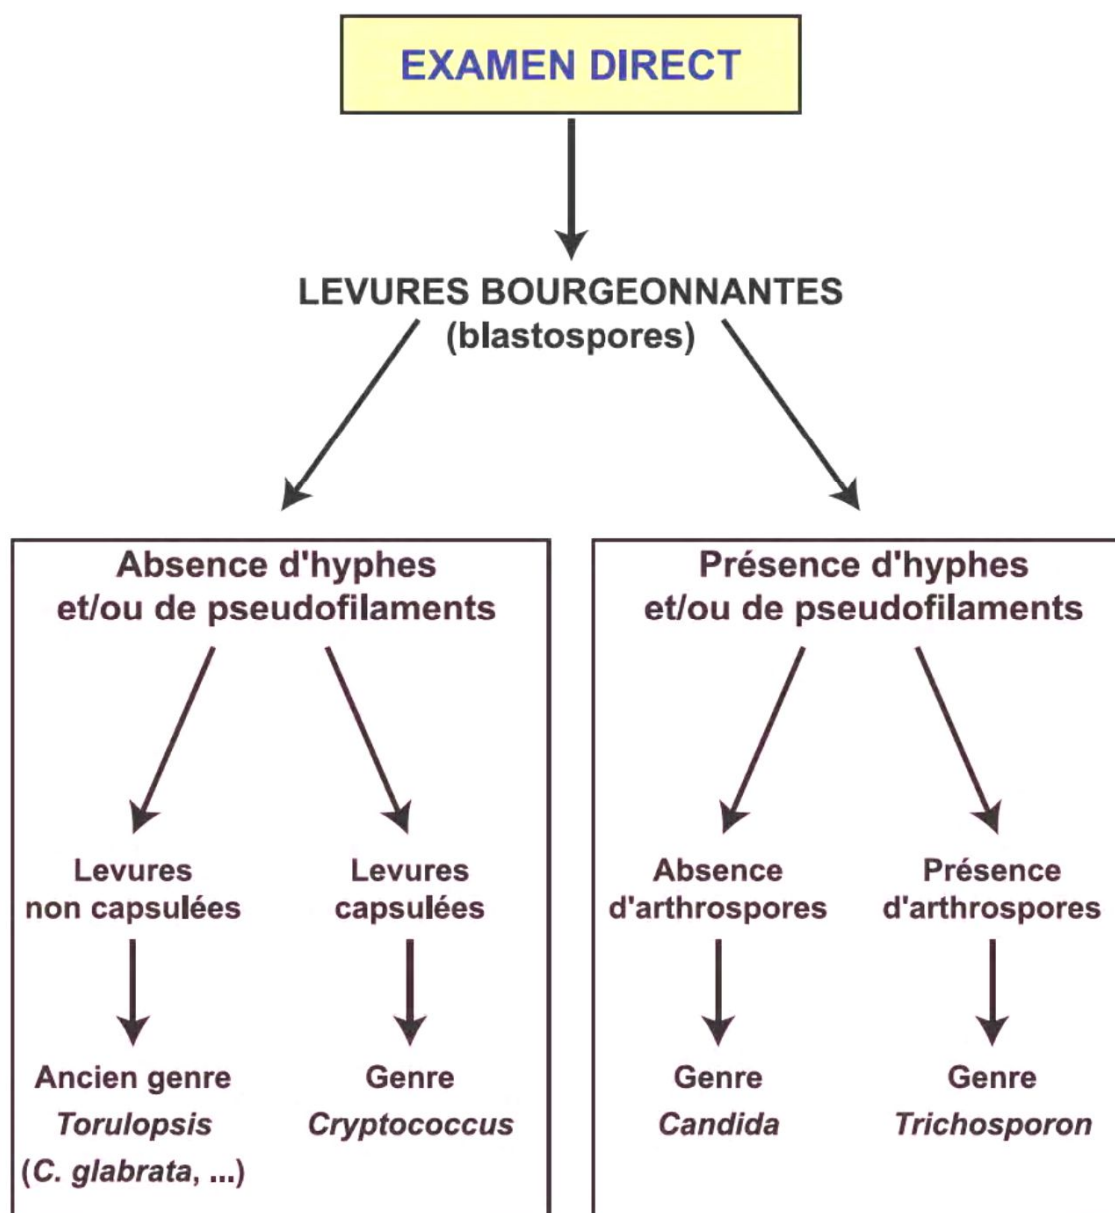 EXAMEN DIRECT
LEVURES BOURGEONNANTES
(blastospores)
Absence d'hyphes
et/ou de pseudofilaments
Levures
non capsulées
Ancien genre
Torulopsis
(C. glabrata, ...)
Levures
capsulées
Genre
Cryptococcus
Présence d'hyphes
et/ou de pseudofilaments
Absence
d'arthrospores
Genre
Candida
Présence
d'arthrospores
Genre
Trichosporon